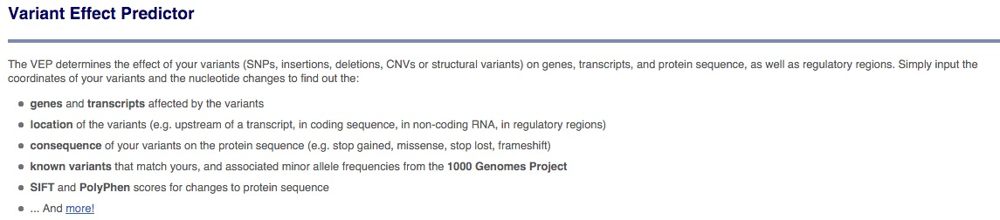 Variant Effect Predictor
The VEP determines the effect of your variants (SNPs, insertions, deletions, CNVs or structural variants) on genes, transcripts, and protein sequence, as well as regulatory regions. Simply input the
coordinates of your variants and the nucleotide changes to find out the:
• genes and transcripts affected by the variants
• location of the variants (e.g. upstream of a transcript, in coding sequence, in non-coding RNA, in regulatory regions)
• consequence of your variants on the protein sequence (e.g. stop gained, missense, stop lost, frameshift)
• known variants that match yours, and associated minor allele frequencies from the 1000 Genomes Project
• SIFT and PolyPhen scores for changes to protein sequence
• ... And more!